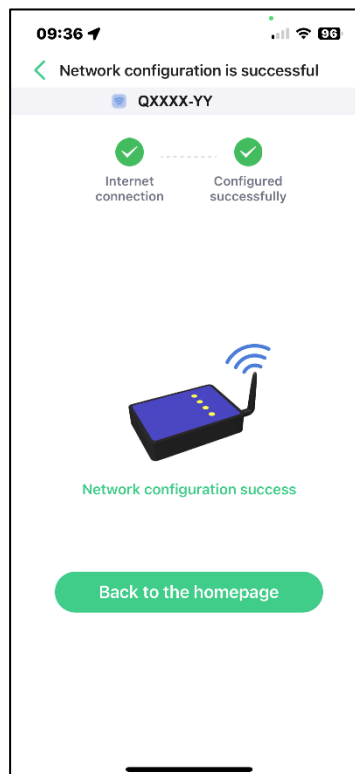 09:36
96
Network configuration is successful
QXXXX-YY
Internet
connection
Configured
successfully
Network configuration success
Back to the homepage